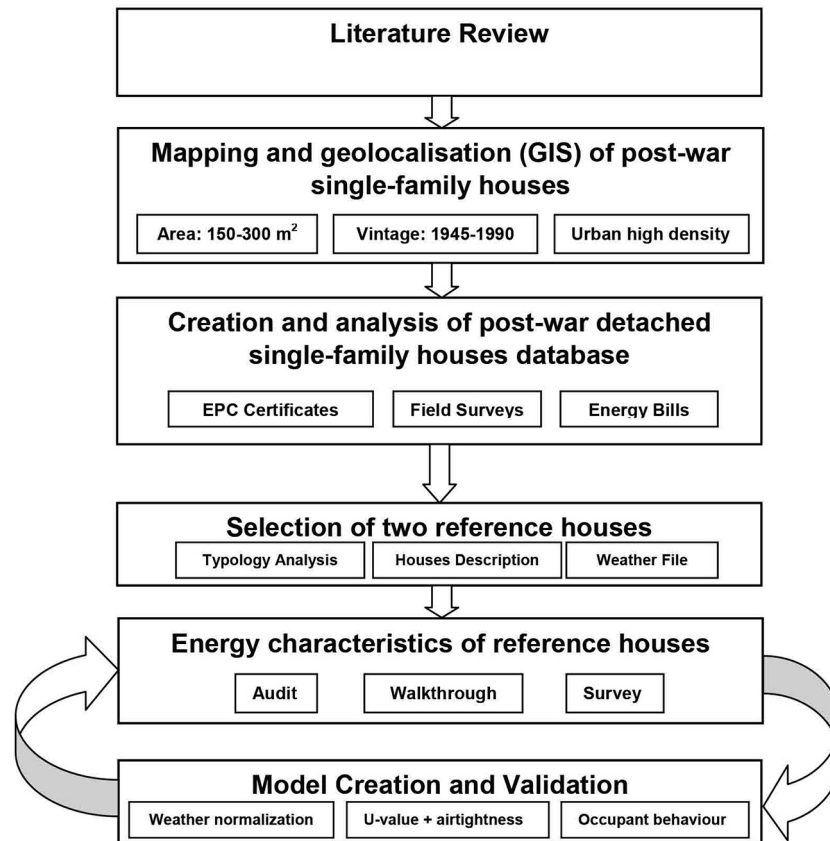 Literature Review
Mapping and geolocalisation (GIS) of post-war
single-family houses
Area: 150-300 m²
Vintage: 1945-1990
Urban high density
Creation and analysis of post-war detached
single-family houses database
EPC Certificates
Field Surveys
Energy Bills
Selection of two reference houses
Typology Analysis
Houses Description
Weather File
Energy characteristics of reference houses
Audit
Walkthrough
Survey
Model Creation and Validation
Weather normalization
U-value + airtightness
Occupant behaviour